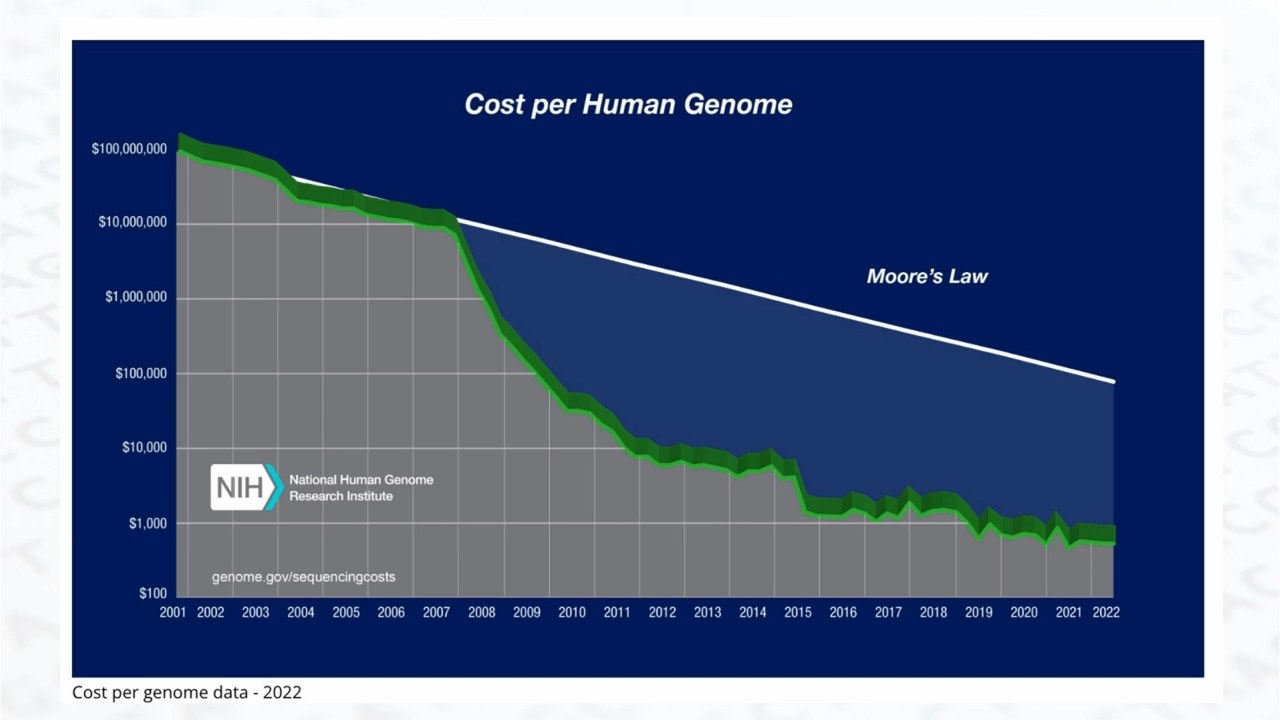 Cost per Human Genome
$100,000,000
$10,000,000
$1,000,000
$100,000
$10,000
$1,000
$100
Moore's Law
NIH
National Human Genome
Research Institute
genome.gov/sequencingcosts
2001 2002 2003 2004 2005 2006 2007 2008 2009 2010 2011 2012 2013 2014 2015 2016 2017 2018 2019 2020 2021 2022
Cost per genome data - 2022